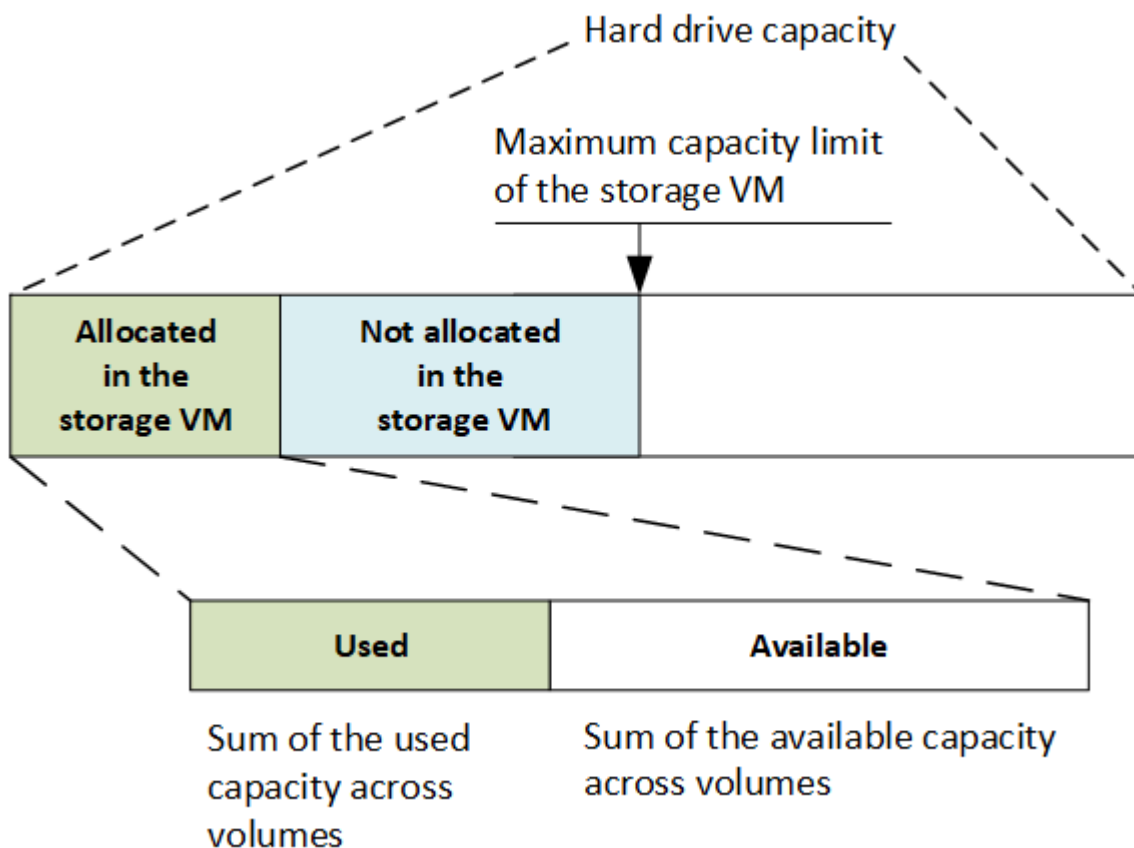 Hard drive capacity
Maximum capacity limit
of the storage VM
Allocated
in the
storage VM
Not allocated
in the
storage VM
Used
Available
Sum of the used
capacity across
volumes
Sum of the available capacity
across volumes